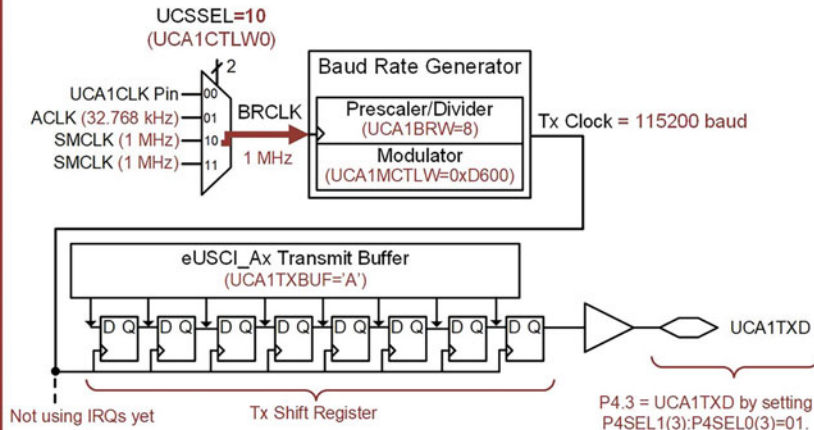 UCSSEL=10
(UCA1CTLW0)
2
UCA1CLK Pin 00
ACLK (32.768 kHz) 01
SMCLK (1 MHz) 10
SMCLK (1 MHz) 11
BRCLK
1 MHz
Baud Rate Generator
Prescaler/Divider
(UCA1BRW=8)
Modulator
(UCA1MCTLW=0xD600)
Tx Clock = 115200 baud
eUSCI_Ax Transmit Buffer
(UCA1TXBUF='A')
D Q D Q D Q D Q D Q D Q D Q D Q
UCA1TXD
Not using IRQs yet
Tx Shift Register
P4.3 = UCA1TXD by setting
P4SEL1(3):P4SEL0(3)=01.